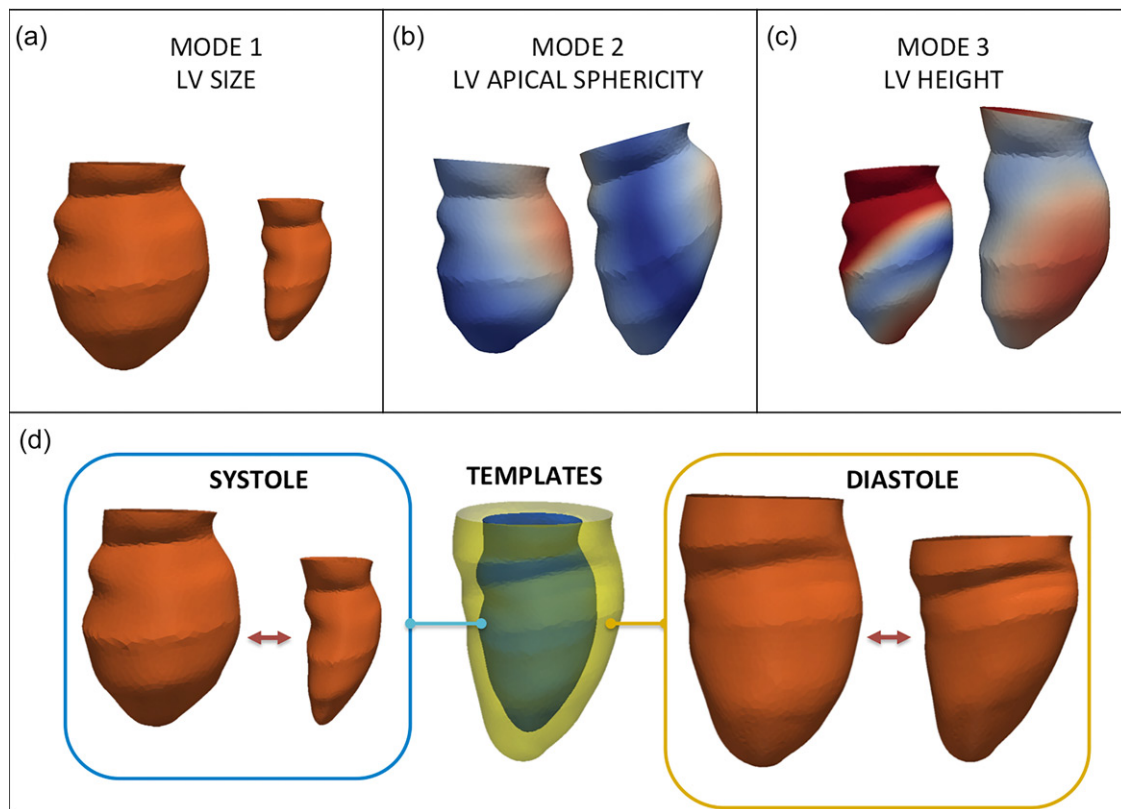 (a)
MODE 1
LV SIZE
(b)
MODE 2
LV APICAL SPHERICITY
(c)
MODE 3
LV HEIGHT
(d)
SYSTOLE
TEMPLATES
DIASTOLE